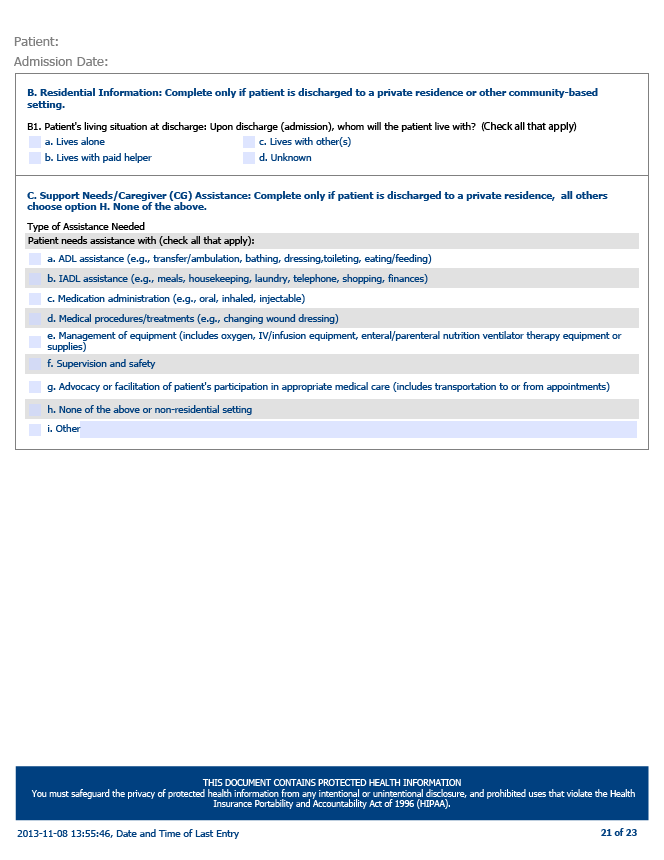 Patient:
Admission Date:
B. Residential Information: Complete only if patient is discharged to a private residence or other community-based
setting.
B1. Patient's living situation at discharge: Upon discharge (admission), whom will the patient live with? (Check all that apply)
a. Lives alone
c. Lives with other(s)
b. Lives with paid helper
d. Unknown
C. Support Needs/Caregiver (CG) Assistance: Complete only if patient is discharged to a private residence, all others
choose option H. None of the above.
Type of Assistance Needed
Patient needs assistance with (check all that apply):
a. ADL assistance (e.g., transfer/ambulation, bathing, dressing,toileting, eating/feeding)
b. IADL assistance (e.g., meals, housekeeping, laundry, telephone, shopping, finances)
c. Medication administration (e.g., oral, inhaled, injectable)
d. Medical procedures/treatments (e.g., changing wound dressing)
e. Management of equipment (includes oxygen, IV/infusion equipment, enteral/parenteral nutrition ventilator therapy equipment or
supplies)
f. Supervision and safety
g. Advocacy or facilitation of patient's participation in appropriate medical care (includes transportation to or from appointments)
h. None of the above or non-residential setting
i. Other
THIS DOCUMENT CONTAINS PROTECTED HEALTH INFORMATION
You must safeguard the privacy of protected health information from any intentional or unintentional disclosure, and prohibited uses that violate the Health
Insurance Portability and Accountability Act of 1996 (HIPAA).
2013-11-08 13:55:46, Date and Time of Last Entry
21 of 23